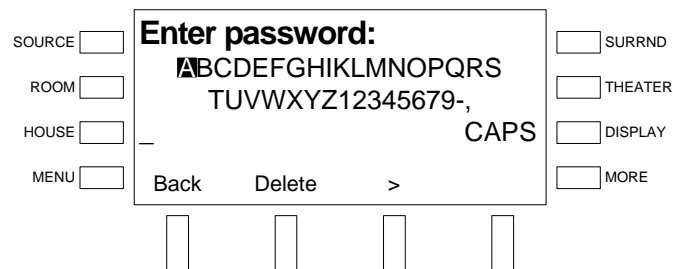 SOURCE
ROOM
HOUSE
MENU
Enter password:
ABCDEFGHIKLMNOPQRS
TUVWXYZ12345679-,
_ CAPS
Back Delete >
SURRND
THEATER
DISPLAY
MORE